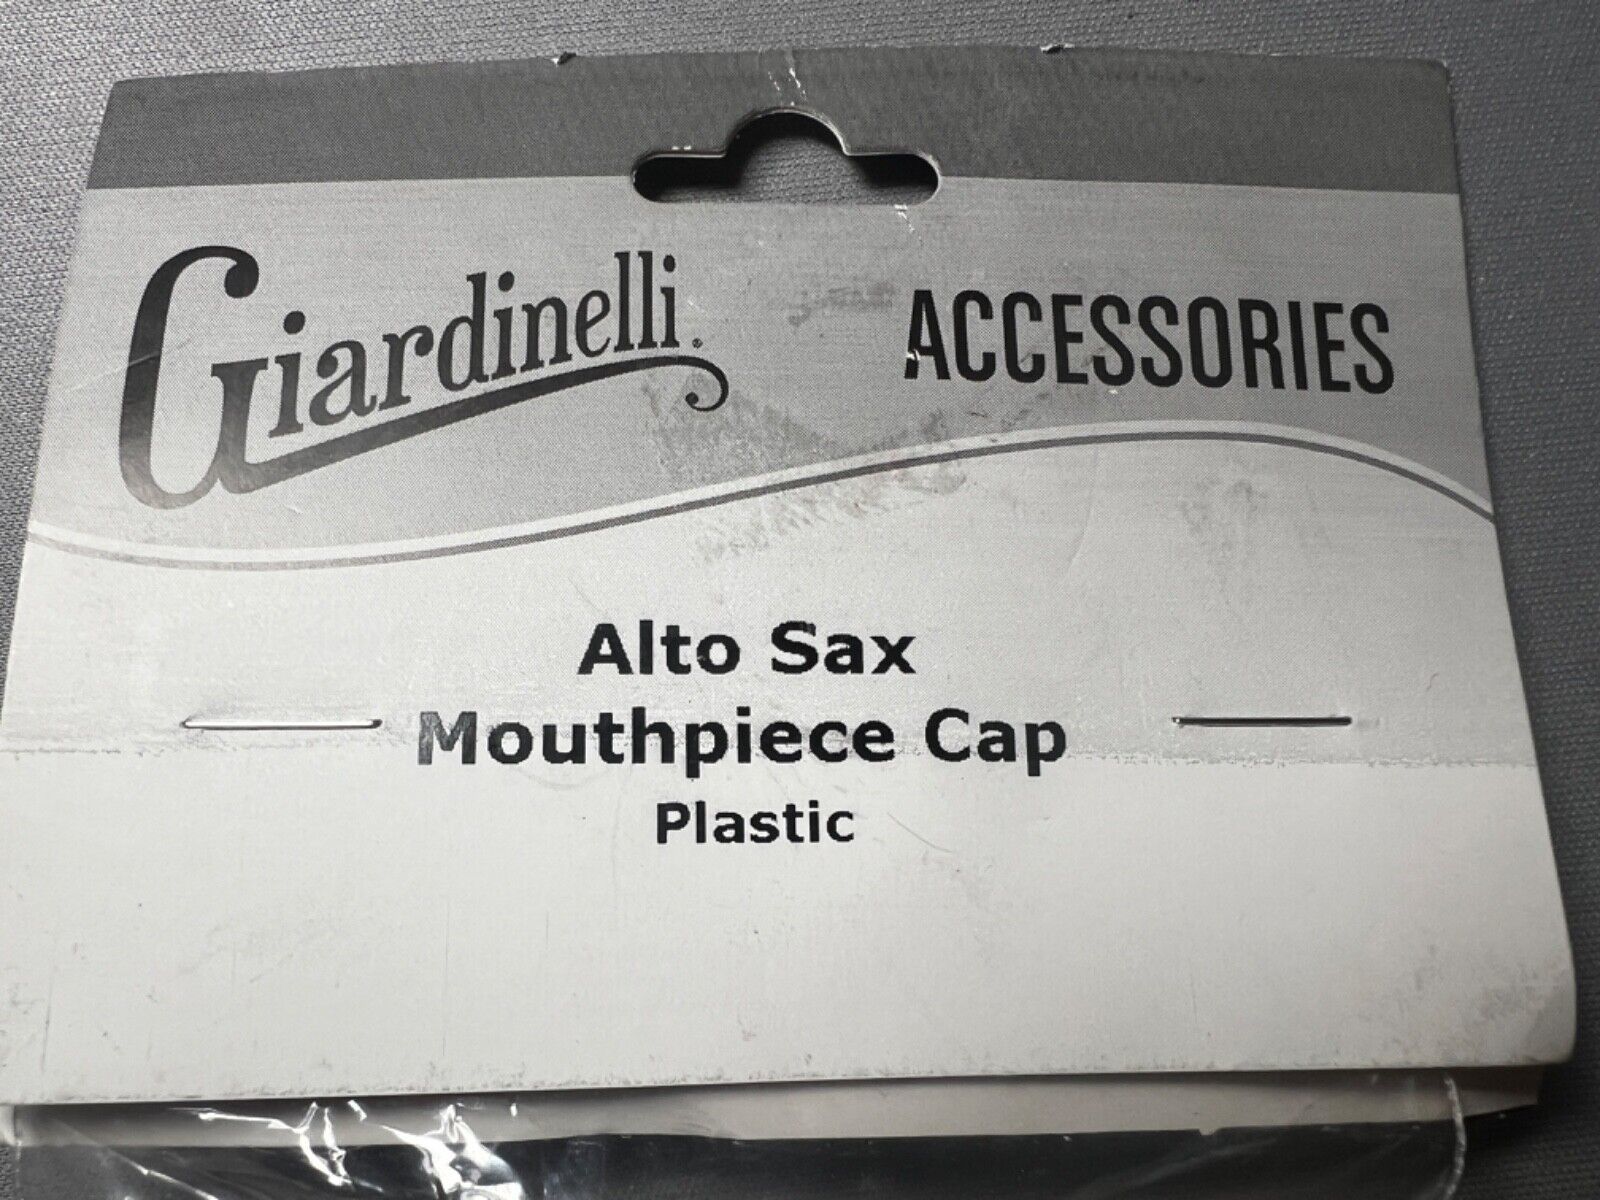 Giardinelli®
ACCESSORIES
Alto Sax
Mouthpiece Cap
Plastic